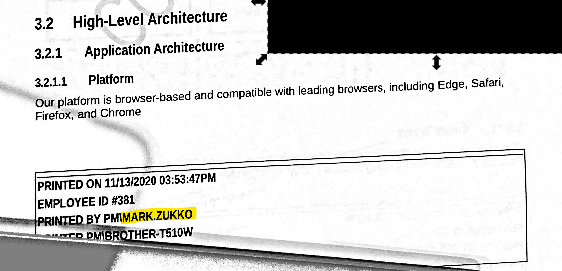 3.2 High-Level Architecture
3.2.1 Application Architecture
3.2.1.1 Platform
Our platform is browser-based and compatible with leading browsers, including Edge, Safari,
Firefox, and Chrome
PRINTED ON 11/13/2020 03:53:47PM
EMPLOYEE ID #381
PRINTED BY PM\MARK.ZUKKO
PM\BROTHER-T510W